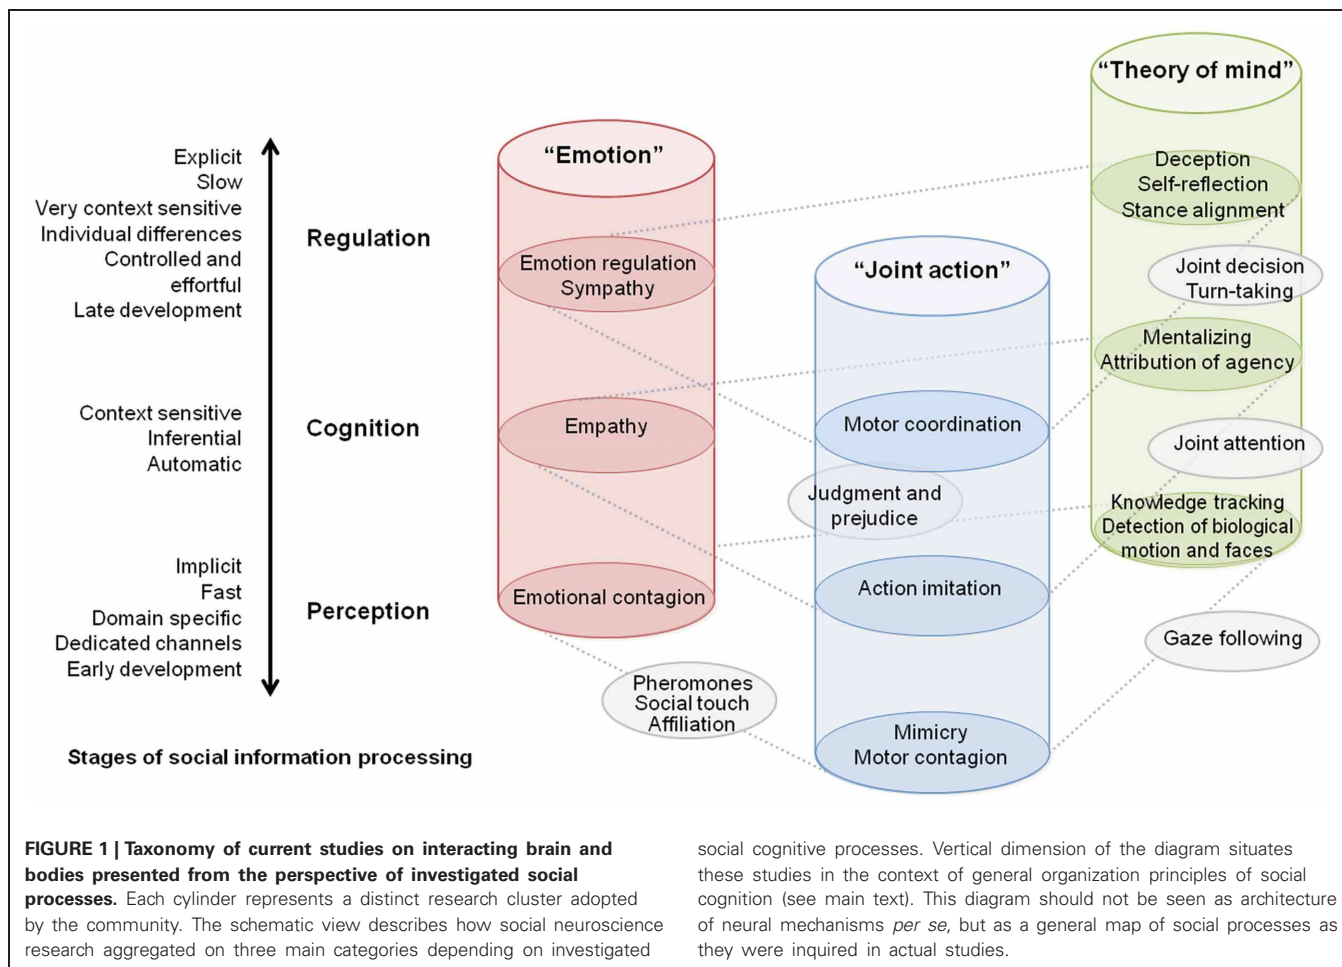 Explicit
Slow
Very context sensitive
Individual differences
Controlled and
effortful
Late development
Context sensitive
Inferential
Automatic
Implicit
Fast
Domain specific
Dedicated channels
Early development
Stages of social information processing
Regulation
Cognition
Perception
“Emotion”
Emotion regulation
Sympathy
Empathy
Emotional contagion
Pheromones
Social touch
Affiliation
“Joint action”
Motor coordination
Judgment and
prejudice
Action imitation
Mimicry
Motor contagion
“Theory of mind”
Deception
Self-reflection
Stance alignment
Joint decision
Turn-taking
Mentalizing
Attribution of agency
Joint attention
Knowledge tracking
Detection of biological
motion and faces
Gaze following
FIGURE 1 | Taxonomy of current studies on interacting brain and
bodies presented from the perspective of investigated social
processes. Each cylinder represents a distinct research cluster adopted
by the community. The schematic view describes how social neuroscience
research aggregated on three main categories depending on investigated
social cognitive processes. Vertical dimension of the diagram situates
these studies in the context of general organization principles of social
cognition (see main text). This diagram should not be seen as architecture
of neural mechanisms per se, but as a general map of social processes as
they were inquired in actual studies.